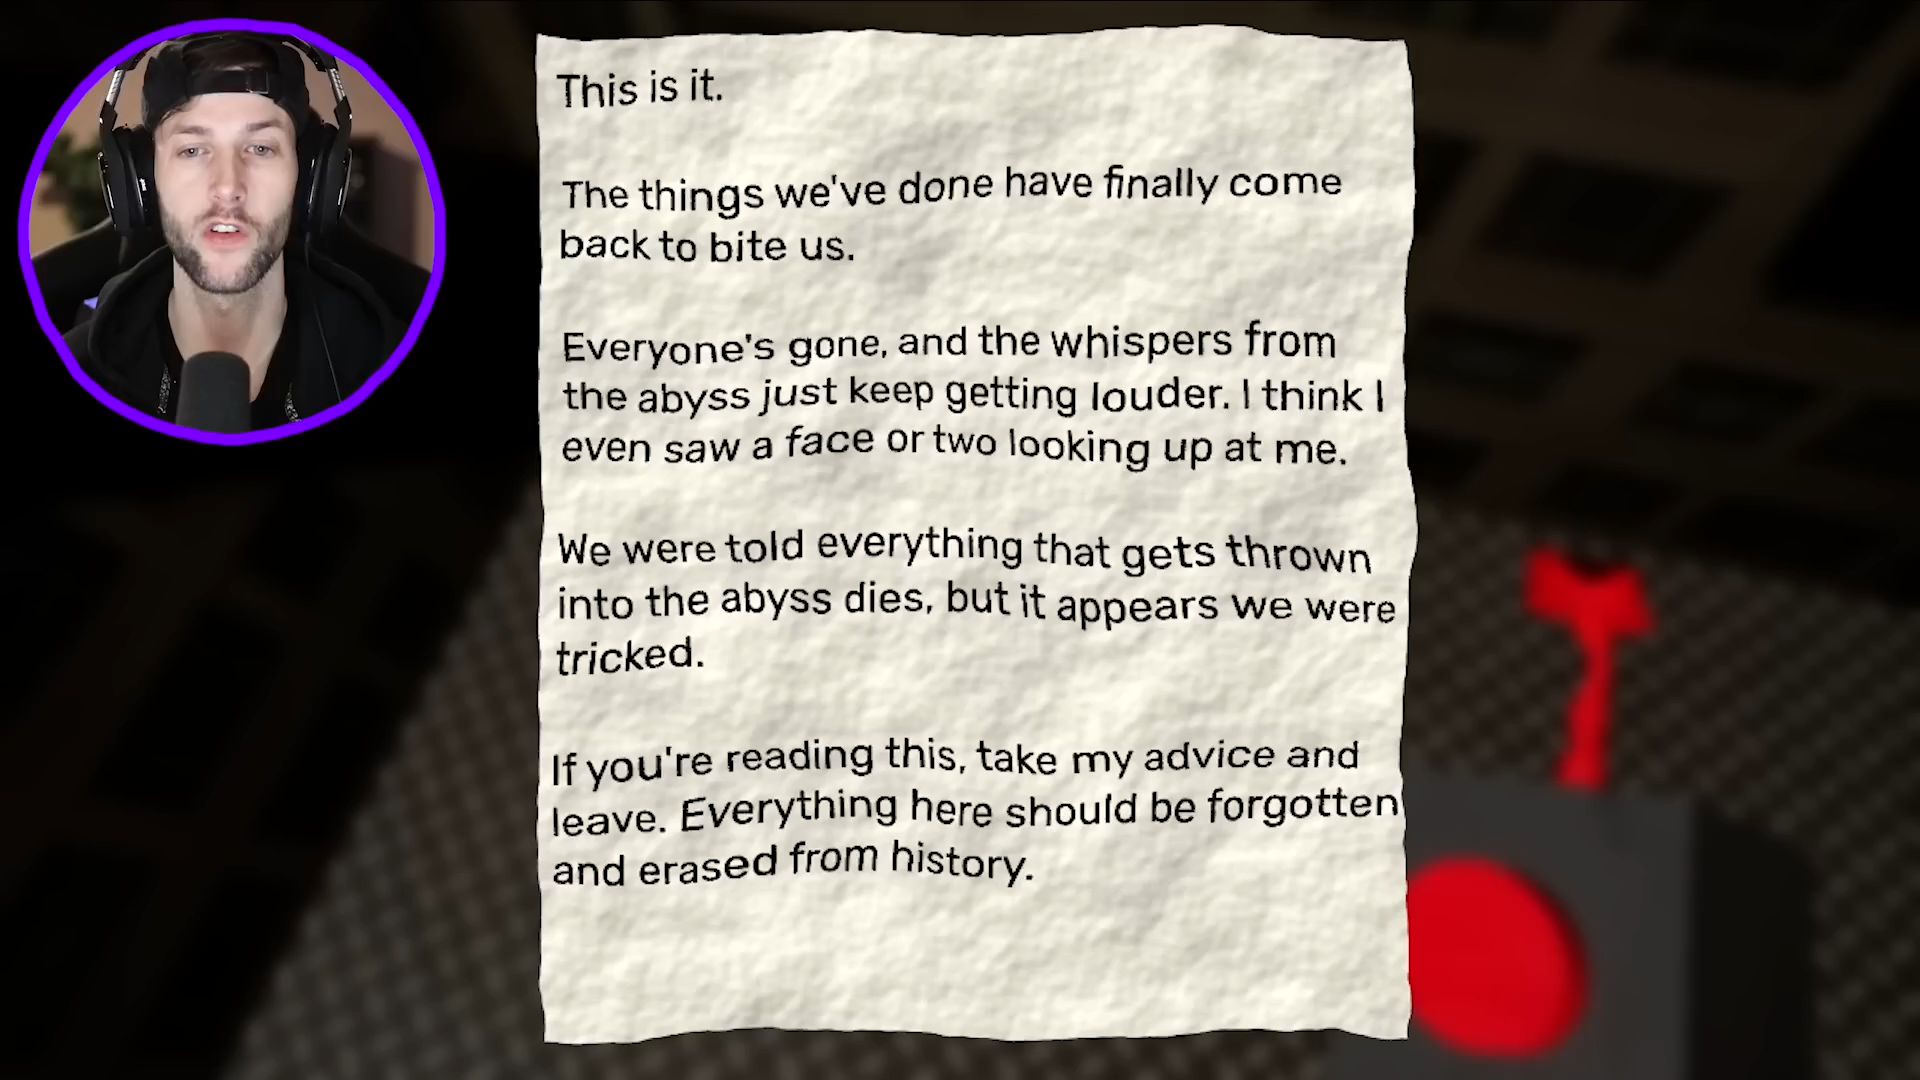 This is it.
The things we've done have finally come
back to bite us.
Everyone's gone, and the whispers from
the abyss just keep getting louder. I think I
even saw a face or two looking up at me.
We were told everything that gets thrown
into the abyss dies, but it appears we were
tricked.
If you're reading this, take my advice and
leave. Everything here should be forgotten
and erased from history.